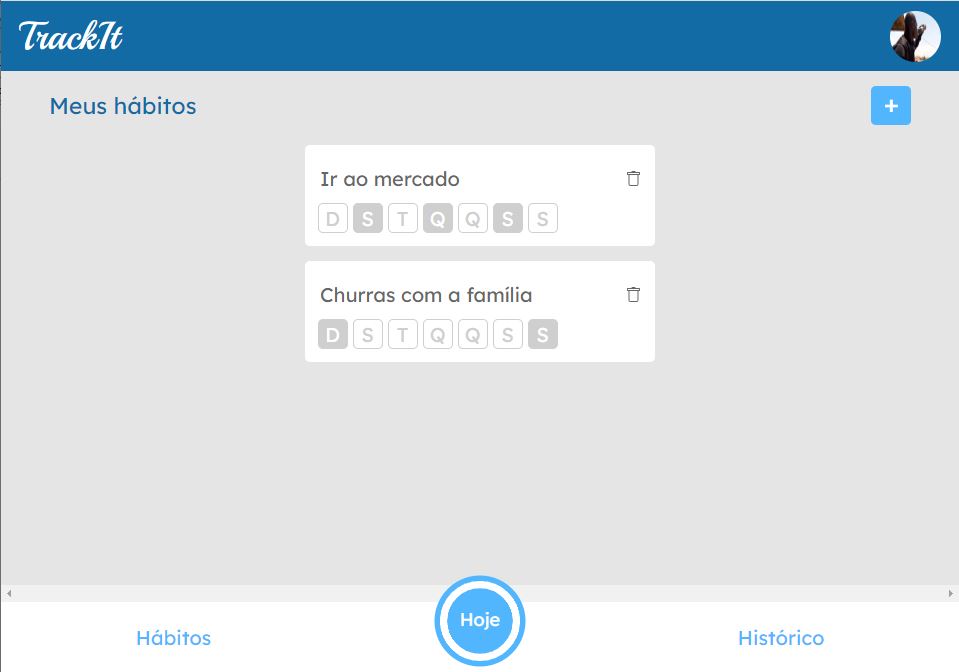 TrackIt
Meus hábitos
+
Ir ao mercado
D S T Q Q S S
Churras com a família
D S T Q Q S S
Hoje
Hábitos
Histórico